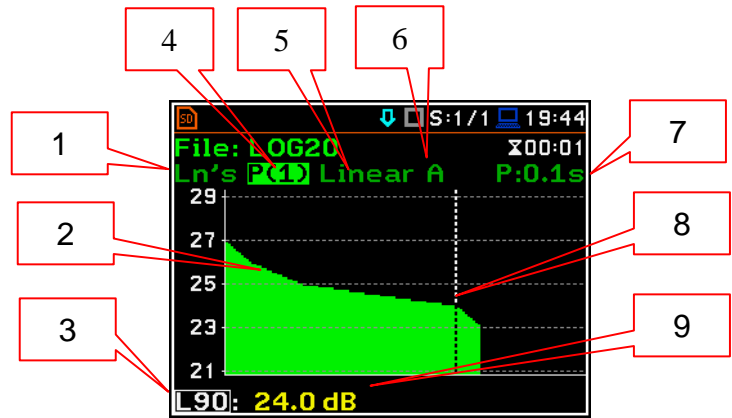 4 5 6
SD S:1/1 19:44
1 File: LOG20 00:01 7
Ln's P(1) Linear A P:0.1s
29
27 8
2
25
23
3 9
21
L90: 24.0 dB